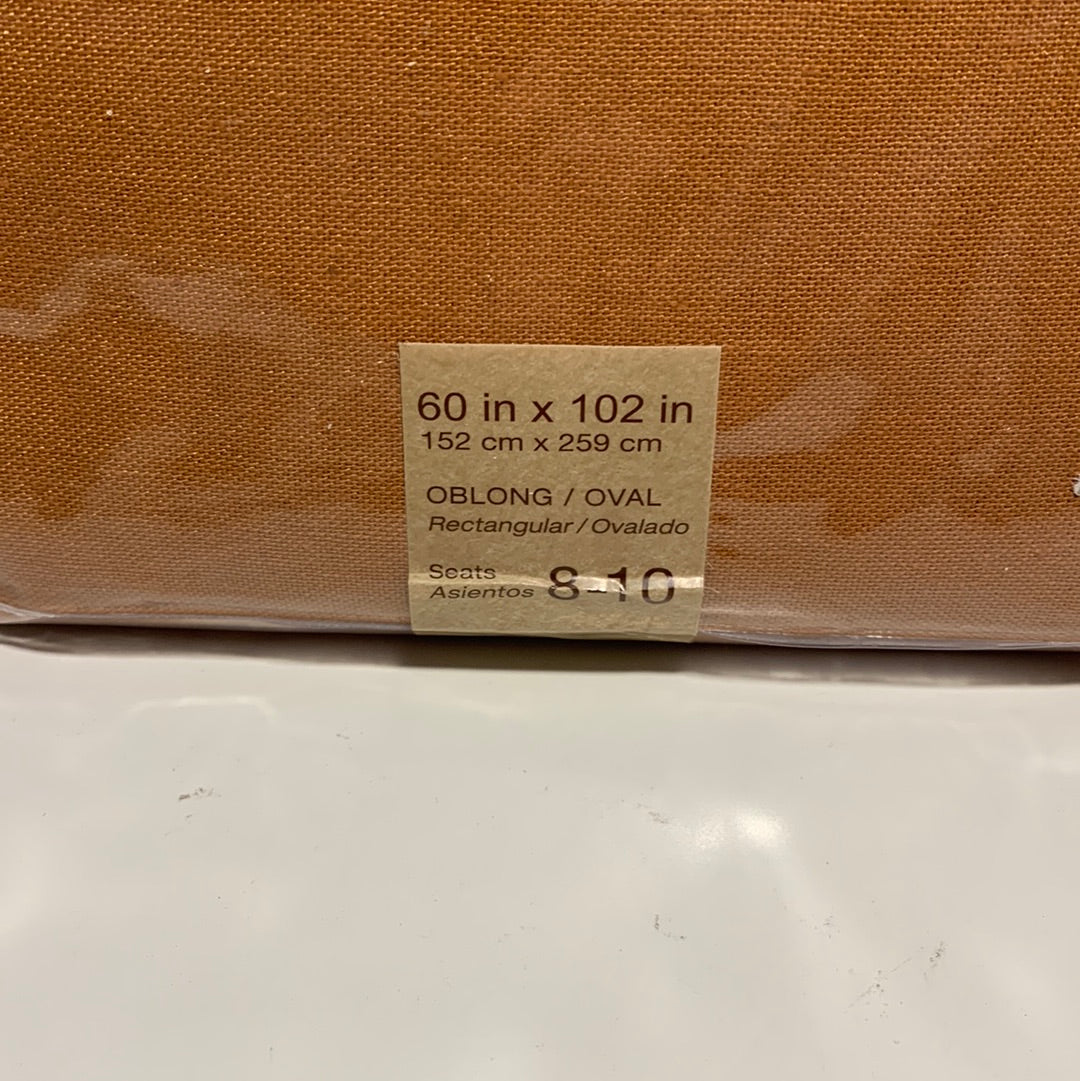 60 in x 102 in
152 cm x 259 cm
OBLONG / OVAL
Rectangular / Ovalado
Seats
Asientos 8-10